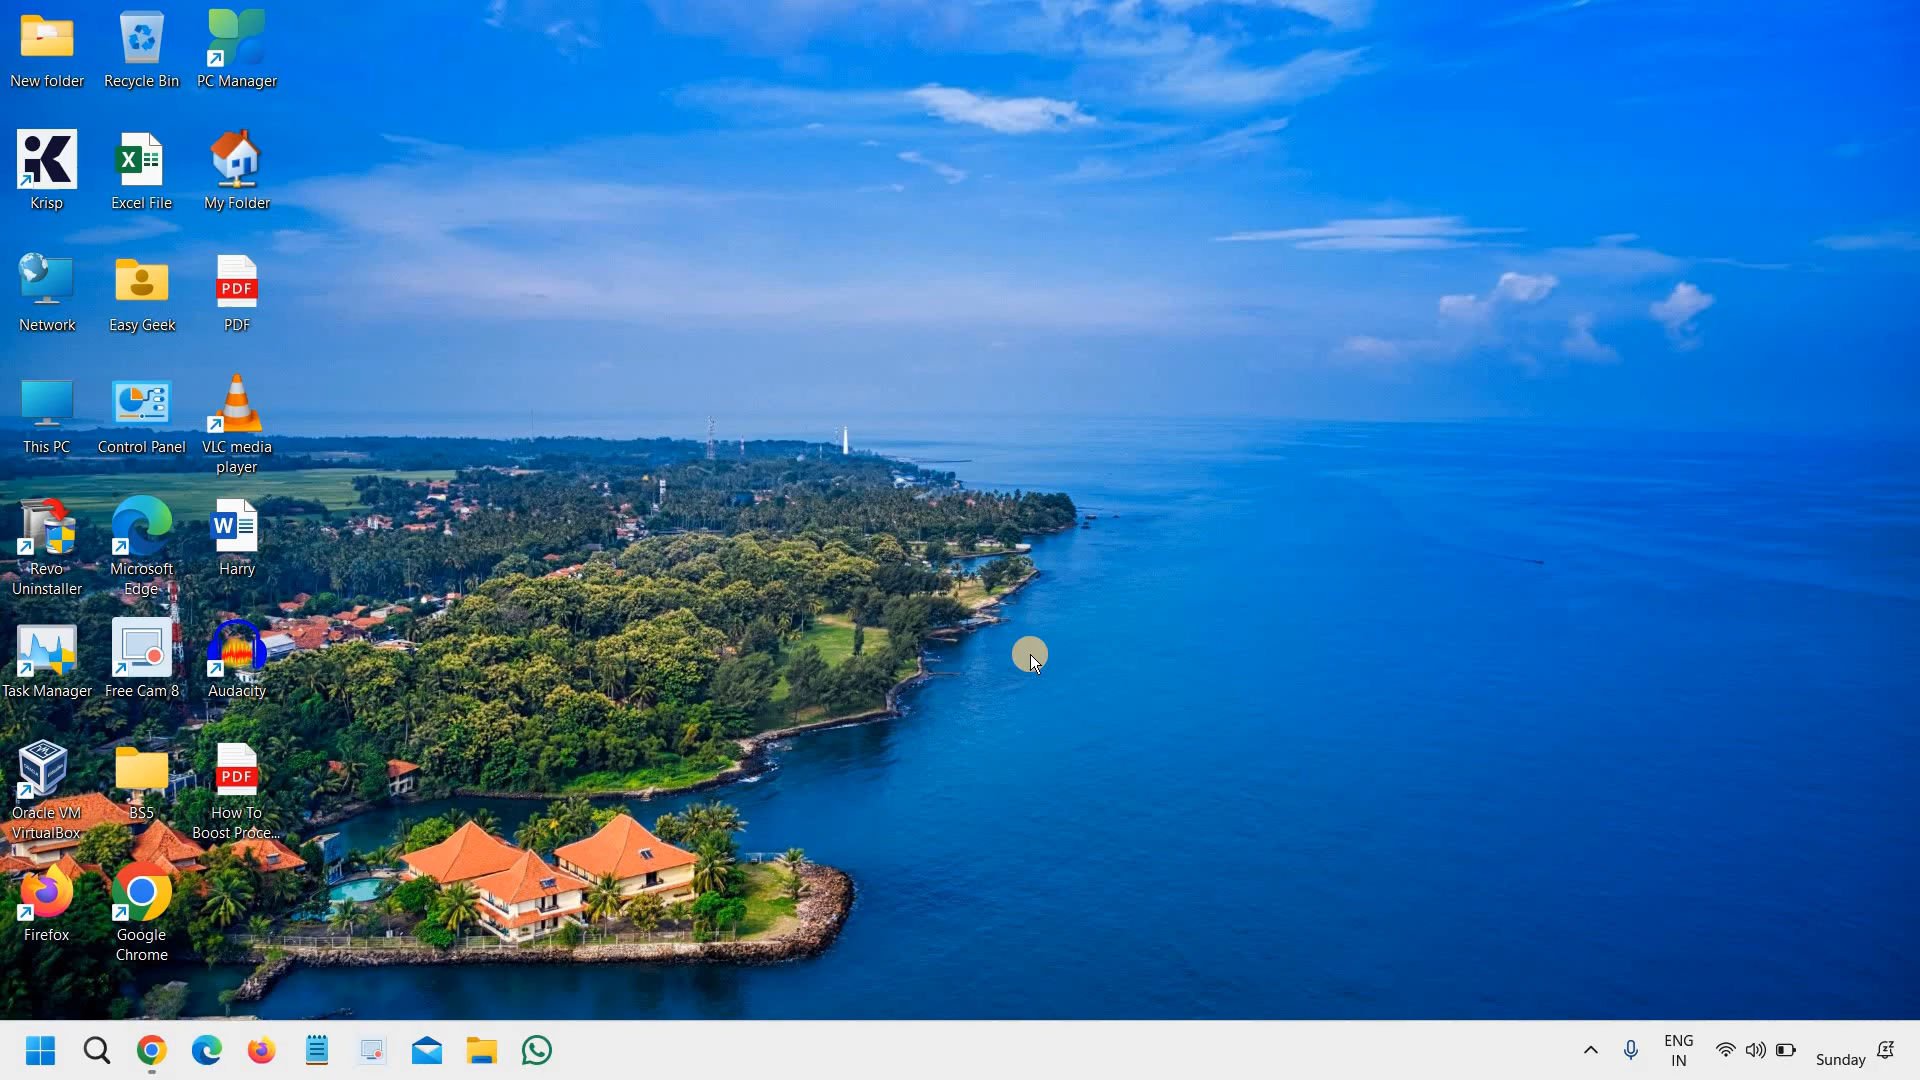 New folder
Recycle Bin
PC Manager
Krisp
Excel File
My Folder
Network
Easy Geek
PDF
PDF
This PC
Control Panel
VLC media
player
Revo
Uninstaller
Microsoft
Edge
W
Harry
Task Manager
Free Cam 8
Audacity
Oracle VM
VirtualBox
BS5
PDF
How To
Boost Proce...
Firefox
Google
Chrome
ENG
IN
Sunday